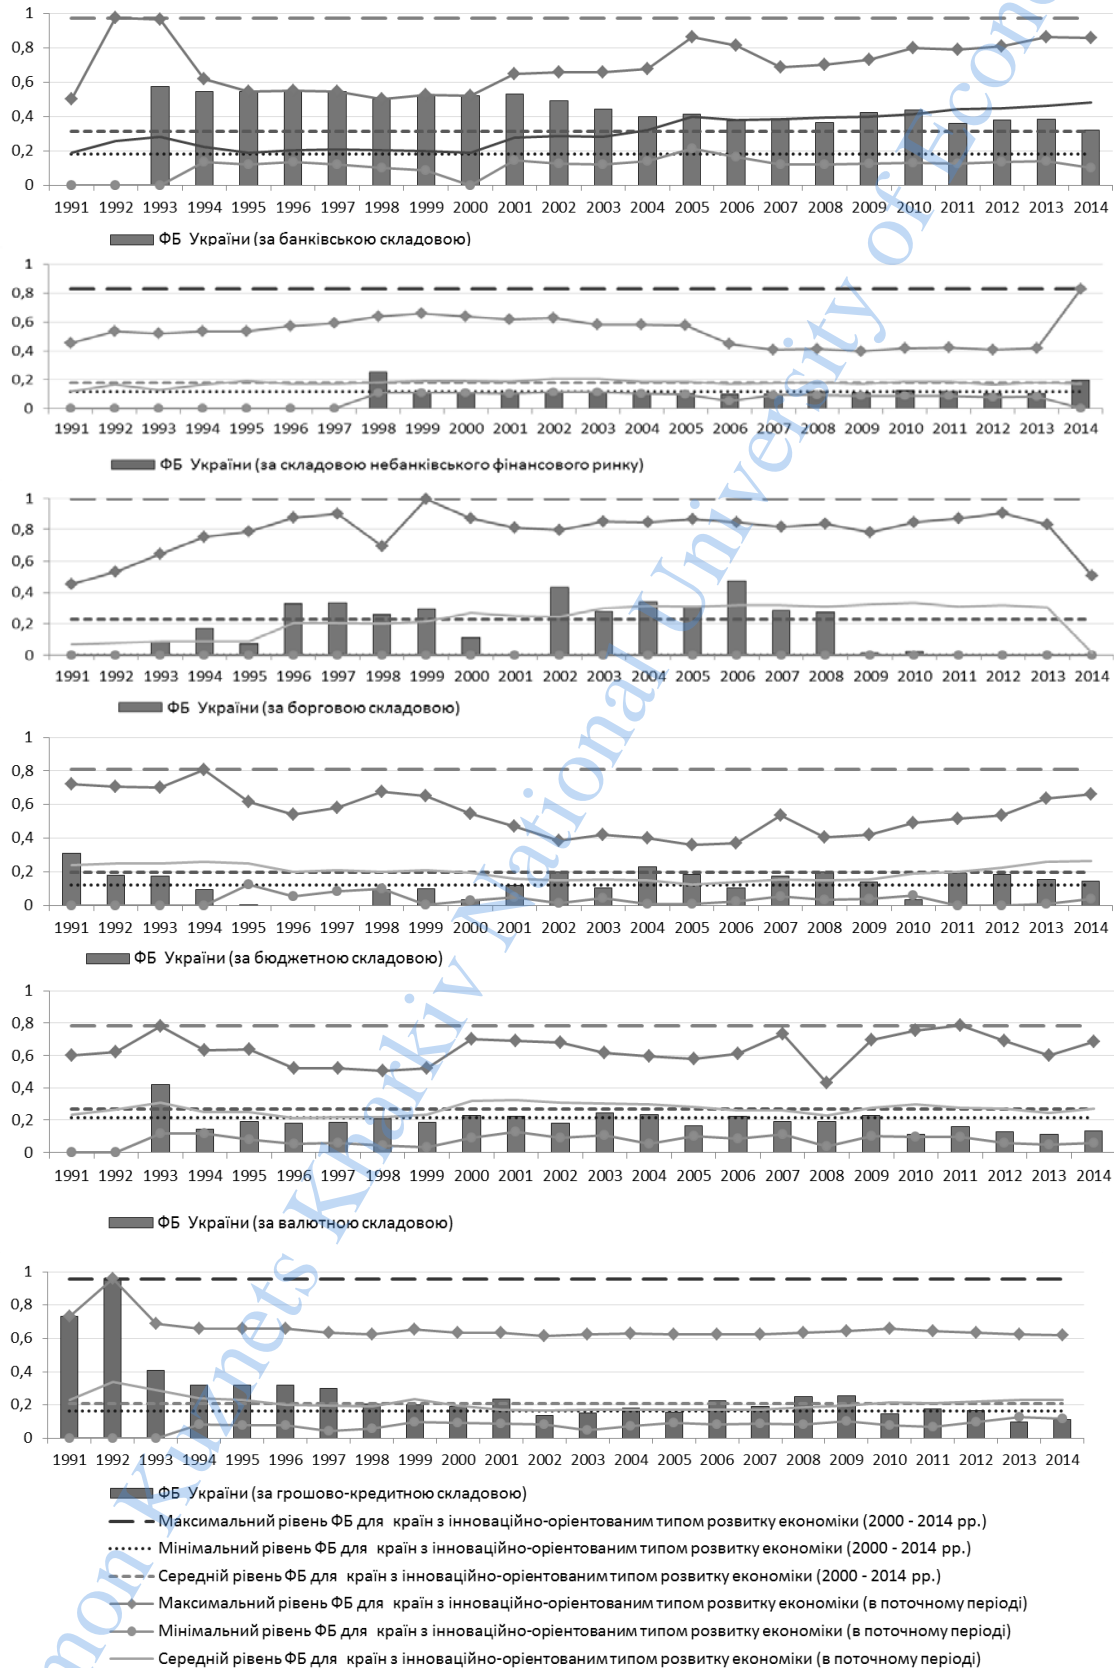 1
0,8
0,6
0,4
0,2
0
1991 1992 1993 1994 1995 1996 1997 1998 1999 2000 2001 2002 2003 2004 2005 2006 2007 2008 2009 2010 2011 2012 2013 2014
ФБ України (за банківською складовою)
1
0,8
0,6
0,4
0,2
0
1991 1992 1993 1994 1995 1996 1997 1998 1999 2000 2001 2002 2003 2004 2005 2006 2007 2008 2009 2010 2011 2012 2013 2014
ФБ України (за складовою небанківського фінансового ринку)
1
0,8
0,6
0,4
0,2
0
1991 1992 1993 1994 1995 1996 1997 1998 1999 2000 2001 2002 2003 2004 2005 2006 2007 2008 2009 2010 2011 2012 2013 2014
ФБ України (за борговою складовою)
1
0,8
0,6
0,4
0,2
0
1991 1992 1993 1994 1995 1996 1997 1998 1999 2000 2001 2002 2003 2004 2005 2006 2007 2008 2009 2010 2011 2012 2013 2014
ФБ України (за бюджетною складовою)
1
0,8
0,6
0,4
0,2
0
1991 1992 1993 1994 1995 1996 1997 1998 1999 2000 2001 2002 2003 2004 2005 2006 2007 2008 2009 2010 2011 2012 2013 2014
ФБ України (за валютною складовою)
1
0,8
0,6
0,4
0,2
0
1991 1992 1993 1994 1995 1996 1997 1998 1999 2000 2001 2002 2003 2004 2005 2006 2007 2008 2009 2010 2011 2012 2013 2014
ФБ України (за грошово-кредитною складовою)
Максимальний рівень ФБ для країн з інноваційно-оріентованим типом розвитку економіки (2000 - 2014 рр.)
Мінімальний рівень ФБ для країн з інноваційно-оріентованим типом розвитку економіки (2000 - 2014 рр.)
Середній рівень ФБ для країн з інноваційно-оріентованим типом розвитку економіки (2000 - 2014 рр.)
Максимальний рівень ФБ для країн з інноваційно-оріентованим типом розвитку економіки (в поточному періоді)
Мінімальний рівень ФБ для країн з інноваційно-оріентованим типом розвитку економіки (в поточному періоді)
Середній рівень ФБ для країн з інноваційно-оріентованим типом розвитку економіки (в поточному періоді)
Kuznets Kharkiv National University of